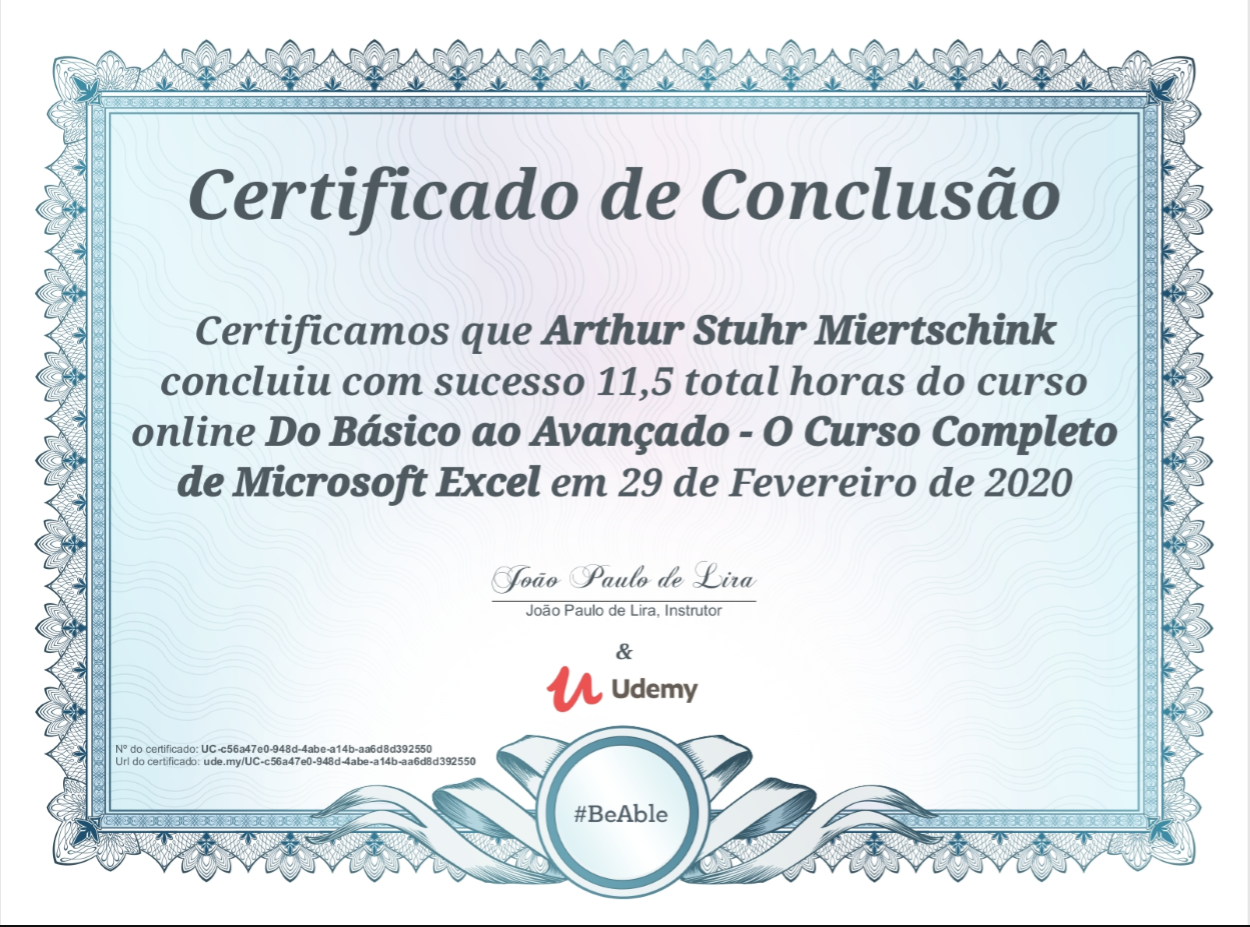 Certificado de Conclusão
Certificamos que Arthur Stuhr Miertschink
concluiu com sucesso 11,5 total horas do curso
online Do Básico ao Avançado - O Curso Completo
de Microsoft Excel em 29 de Fevereiro de 2020
João Paulo de Lira
João Paulo de Lira, Instrutor
&
Udemy
Nº do certificado: UC-c56a47e0-948d-4abe-a14b-aa6d8d392550
Url do certificado: ude.my/UC-c56a47e0-948d-4abe-a14b-aa6d8d392550
#BeAble